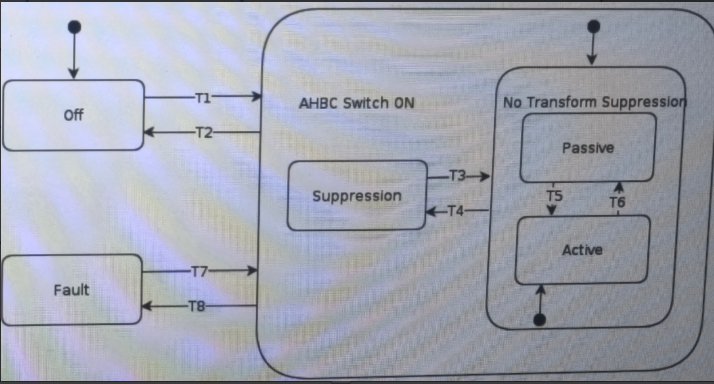 Off
T1
T2
AHBC Switch ON
Suppression
T3
T4
No Transform Suppression
Passive
T5
T6
Active
Fault
T7
T8